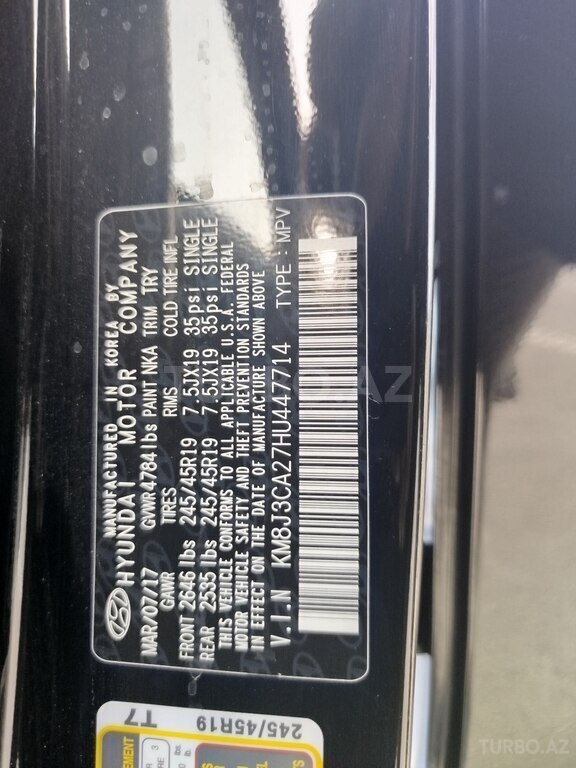 MANUFACTURED IN KOREA BY
HYUNDAI MOTOR COMPANY
MAR/07/17 GVWR 4784 lbs PAINT NKA TRIM TRY
GAWR TIRES RMS COLD TIRE INFL
FRONT 2646 lbs 245/45R19 7.5JX19 35psi SINGLE
REAR 2535 lbs 245/45R19 7.5JX19 35psi SINGLE
THIS VEHICLE CONFORMS TO ALL APPLICABLE U.S.A. FEDERAL
MOTOR VEHICLE SAFETY AND THEFT PREVENTION STANDARDS
IN EFFECT ON THE DATE OF MANUFACTURE SHOWN ABOVE
V.I.N KM8J3CA27HU447714 TYPE : MPV
T7
245/45R19
TURBO.AZ
TURBO.AZ